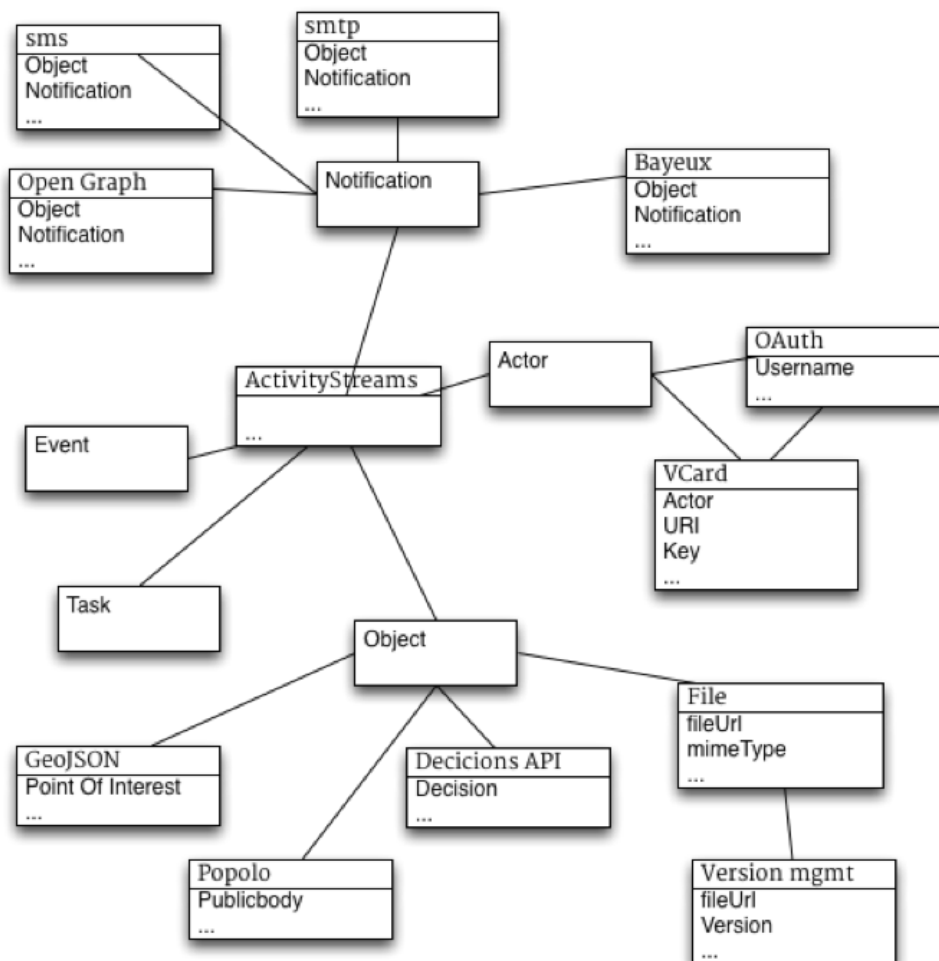 sms
Object
Notification
...
smtp
Object
Notification
...
Open Graph
Object
Notification
...
Notification
Bayeux
Object
Notification
...
ActivityStreams
...
Actor
OAuth
Username
...
Event
VCard
Actor
URI
Key
...
Task
Object
File
fileUrl
mimeType
...
GeoJSON
Point Of Interest
...
Decicions API
Decision
...
Popolo
Publicbody
...
Version mgmt
fileUrl
Version
...